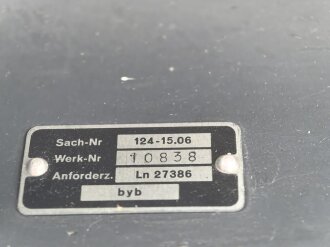 Sach-Nr 124-15.06
Werk-Nr 10838
Anforderz. Ln 27386
byb